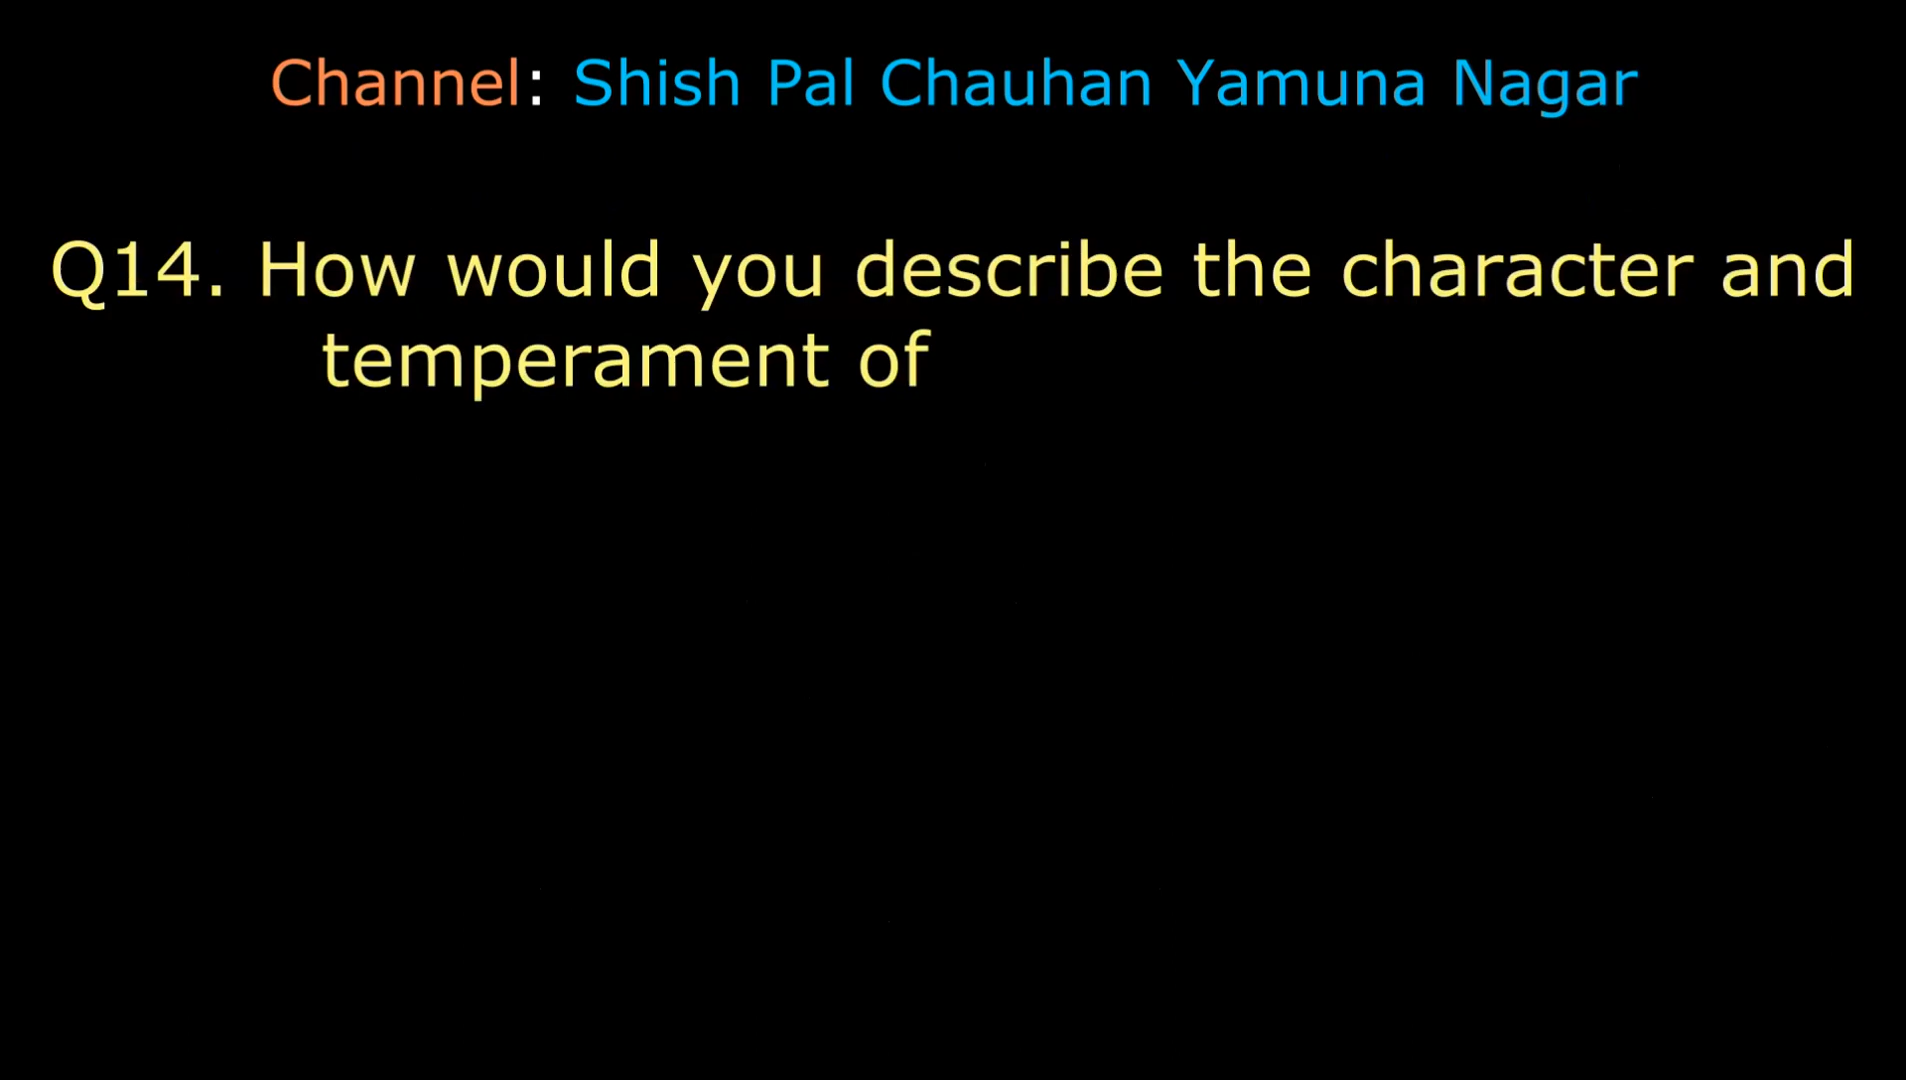 Channel: Shish Pal Chauhan Yamuna Nagar
Q14. How would you describe the character and
temperament of